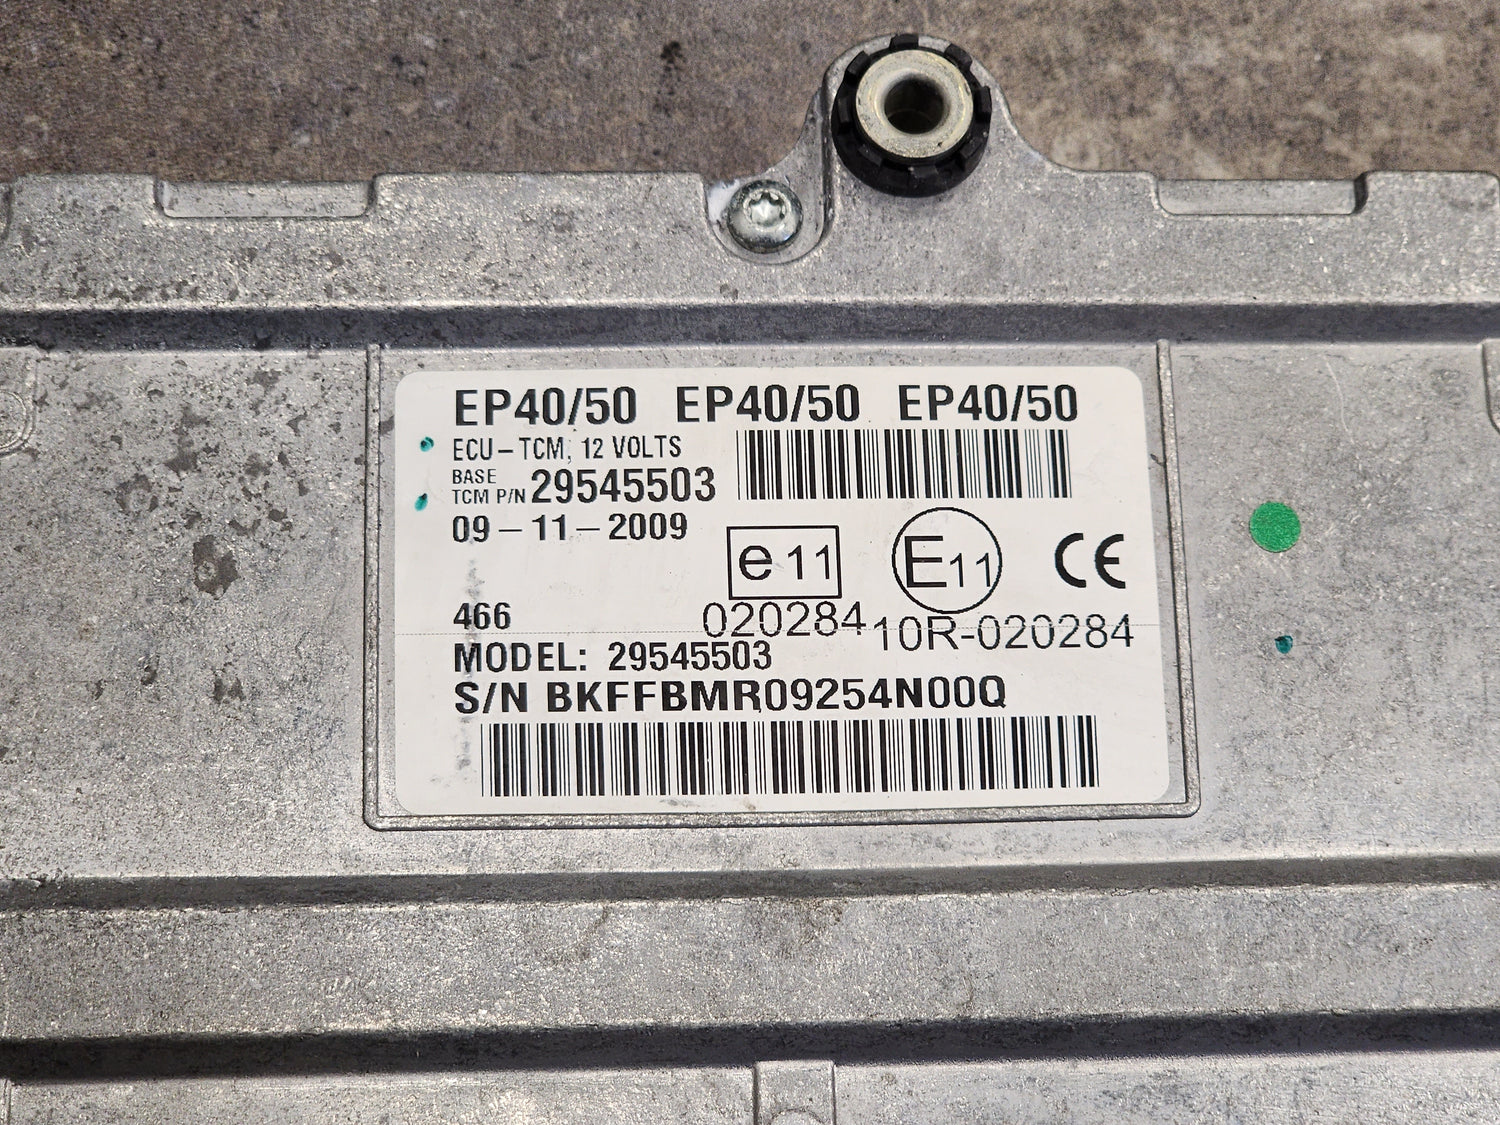 EP40/50 EP40/50 EP40/50
ECU-TCM, 12 VOLTS
BASE
TCM P/N 29545503
09-11-2009
e11
E11
CE
020284
10R-020284
466
MODEL: 29545503
S/N BKFFBMR09254N00Q